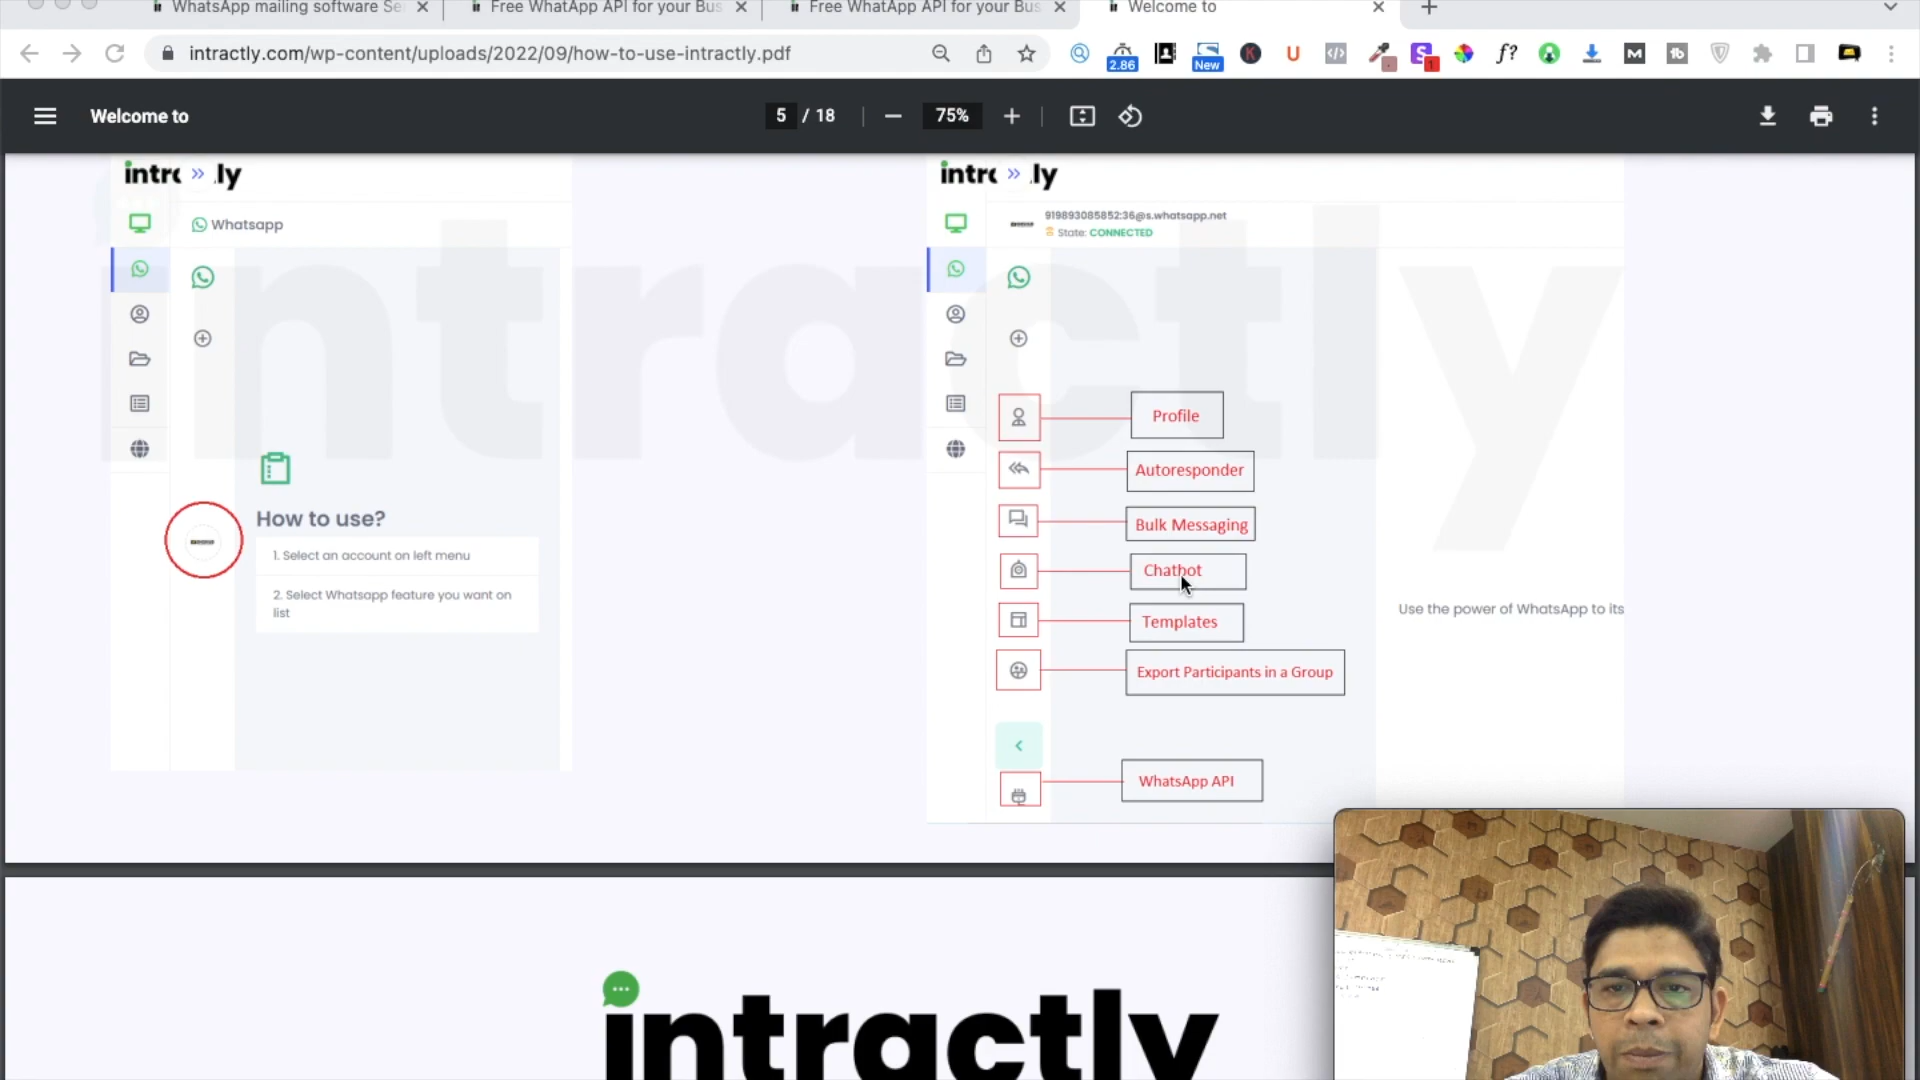 WhatsApp mailing software Se
Free WhatApp API for your Bus
Free WhatApp API for your Bus
Welcome to
intractly.com/wp-content/uploads/2022/09/how-to-use-intractly.pdf
2.86
New
K
U
S
1
f?
M
Welcome to
5 / 18
75%
intractly
Whatsapp
How to use?
1. Select an account on left menu
2. Select Whatsapp feature you want on
list
intractly
919893085852:36@s.whatsapp.net
State: CONNECTED
Profile
Autoresponder
Bulk Messaging
Chatbot
Templates
Export Participants in a Group
WhatsApp API
Use the power of WhatsApp to its
intractly
intractly